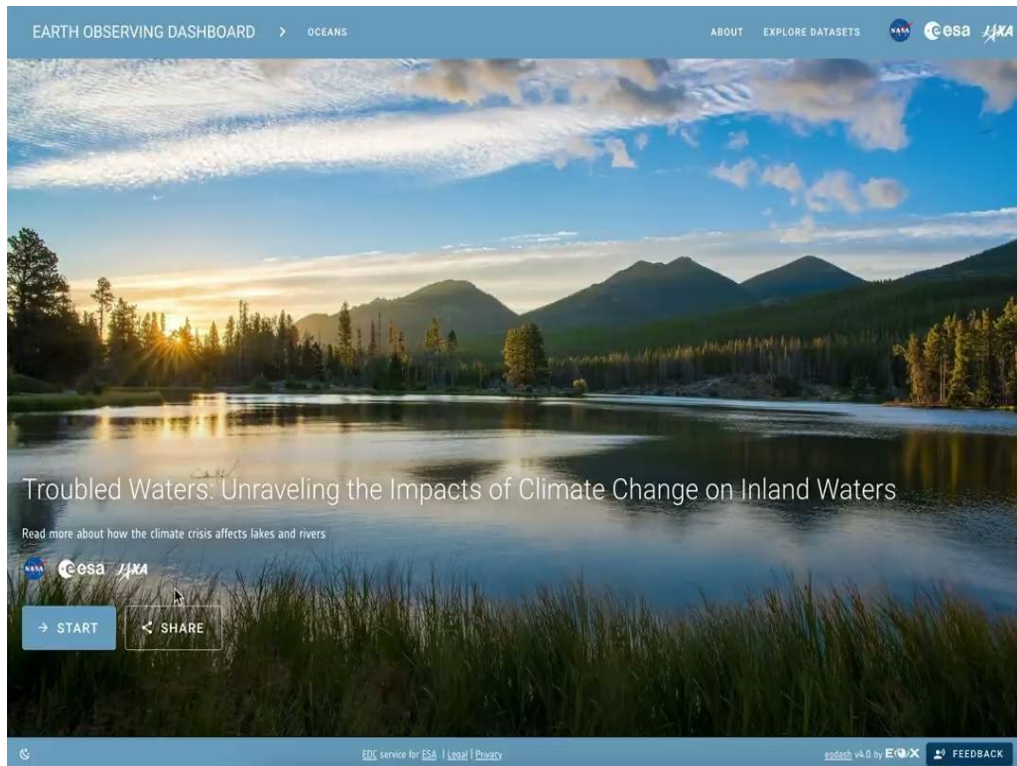 EARTH OBSERVING DASHBOARD > OCEANS ABOUT EXPLORE DATASETS NASA esa JAXA
Troubled Waters: Unraveling the Impacts of Climate Change on Inland Waters
Read more about how the climate crisis affects lakes and rivers
NASA esa JAXA
→ START SHARE
EDC service for ESA | Legal | Privacy eodash v4.0 by EOX FEEDBACK